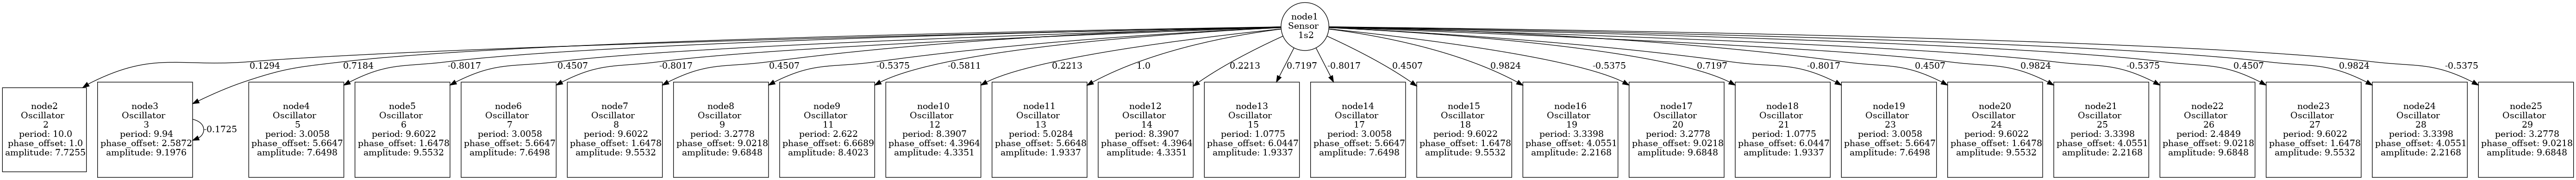 node1
Sensor
1s2
0.1294
0.7184
-0.8017
0.4507
-0.8017
0.4507
-0.5375
-0.5811
0.2213
1.0
0.2213
0.7197
-0.8017
0.4507
0.9824
-0.5375
0.7197
-0.8017
0.4507
0.9824
-0.5375
0.4507
0.9824
-0.5375
node2
Oscillator
2
period: 10.0
phase_offset: 1.0
amplitude: 7.7255
node3
Oscillator
3
period: 9.94
phase_offset: 2.5872
amplitude: 9.1976
-0.1725
node4
Oscillator
5
period: 3.0058
phase_offset: 5.6647
amplitude: 7.6498
node5
Oscillator
6
period: 9.6022
phase_offset: 1.6478
amplitude: 9.5532
node6
Oscillator
7
period: 3.0058
phase_offset: 5.6647
amplitude: 7.6498
node7
Oscillator
8
period: 9.6022
phase_offset: 1.6478
amplitude: 9.5532
node8
Oscillator
9
period: 3.2778
phase_offset: 9.0218
amplitude: 9.6848
node9
Oscillator
11
period: 2.622
phase_offset: 6.6689
amplitude: 8.4023
node10
Oscillator
12
period: 8.3907
phase_offset: 4.3964
amplitude: 4.3351
node11
Oscillator
13
period: 5.0284
phase_offset: 5.6648
amplitude: 1.9337
node12
Oscillator
14
period: 8.3907
phase_offset: 4.3964
amplitude: 4.3351
node13
Oscillator
15
period: 1.0775
phase_offset: 6.0447
amplitude: 1.9337
node14
Oscillator
17
period: 3.0058
phase_offset: 5.6647
amplitude: 7.6498
node15
Oscillator
18
period: 9.6022
phase_offset: 1.6478
amplitude: 9.5532
node16
Oscillator
19
period: 3.3398
phase_offset: 4.0551
amplitude: 2.2168
node17
Oscillator
20
period: 3.2778
phase_offset: 9.0218
amplitude: 9.6848
node18
Oscillator
21
period: 1.0775
phase_offset: 6.0447
amplitude: 1.9337
node19
Oscillator
23
period: 3.0058
phase_offset: 5.6647
amplitude: 7.6498
node20
Oscillator
24
period: 9.6022
phase_offset: 1.6478
amplitude: 9.5532
node21
Oscillator
25
period: 3.3398
phase_offset: 4.0551
amplitude: 2.2168
node22
Oscillator
26
period: 2.4849
phase_offset: 9.0218
amplitude: 9.6848
node23
Oscillator
27
period: 9.6022
phase_offset: 1.6478
amplitude: 9.5532
node24
Oscillator
28
period: 3.3398
phase_offset: 4.0551
amplitude: 2.2168
node25
Oscillator
29
period: 3.2778
phase_offset: 9.0218
amplitude: 9.6848